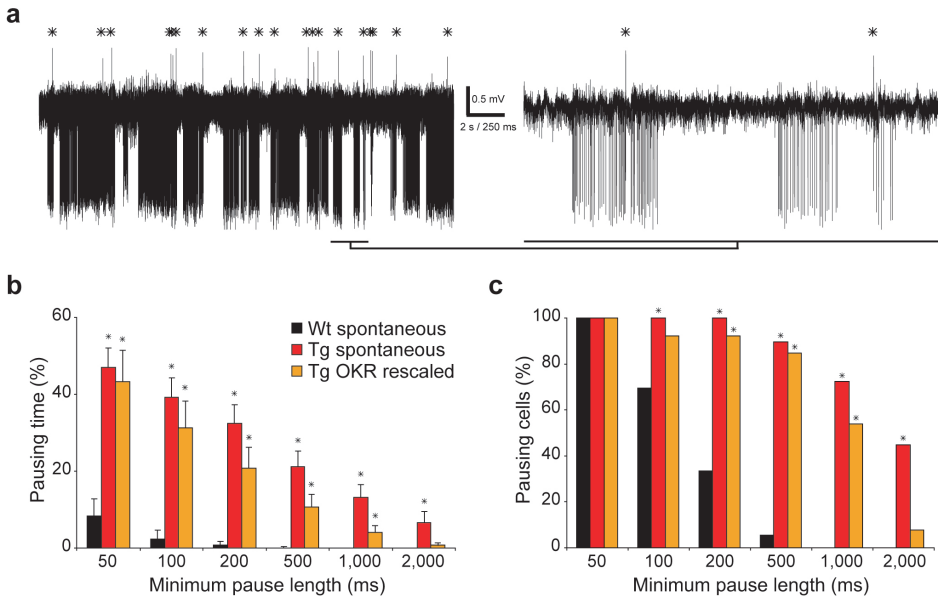 a
* * * * * * * * * * * * * * * * * *
* *
0.5 mV
2 s / 250 ms
b
60
40
20
0
Pausing time (%)
* * * * * * * * * * *
Wt spontaneous
Tg spontaneous
Tg OKR rescaled
50 100 200 500 1,000 2,000
Minimum pause length (ms)
c
100
80
60
40
20
0
Pausing cells (%)
* * * * * * * *
50 100 200 500 1,000 2,000
Minimum pause length (ms)